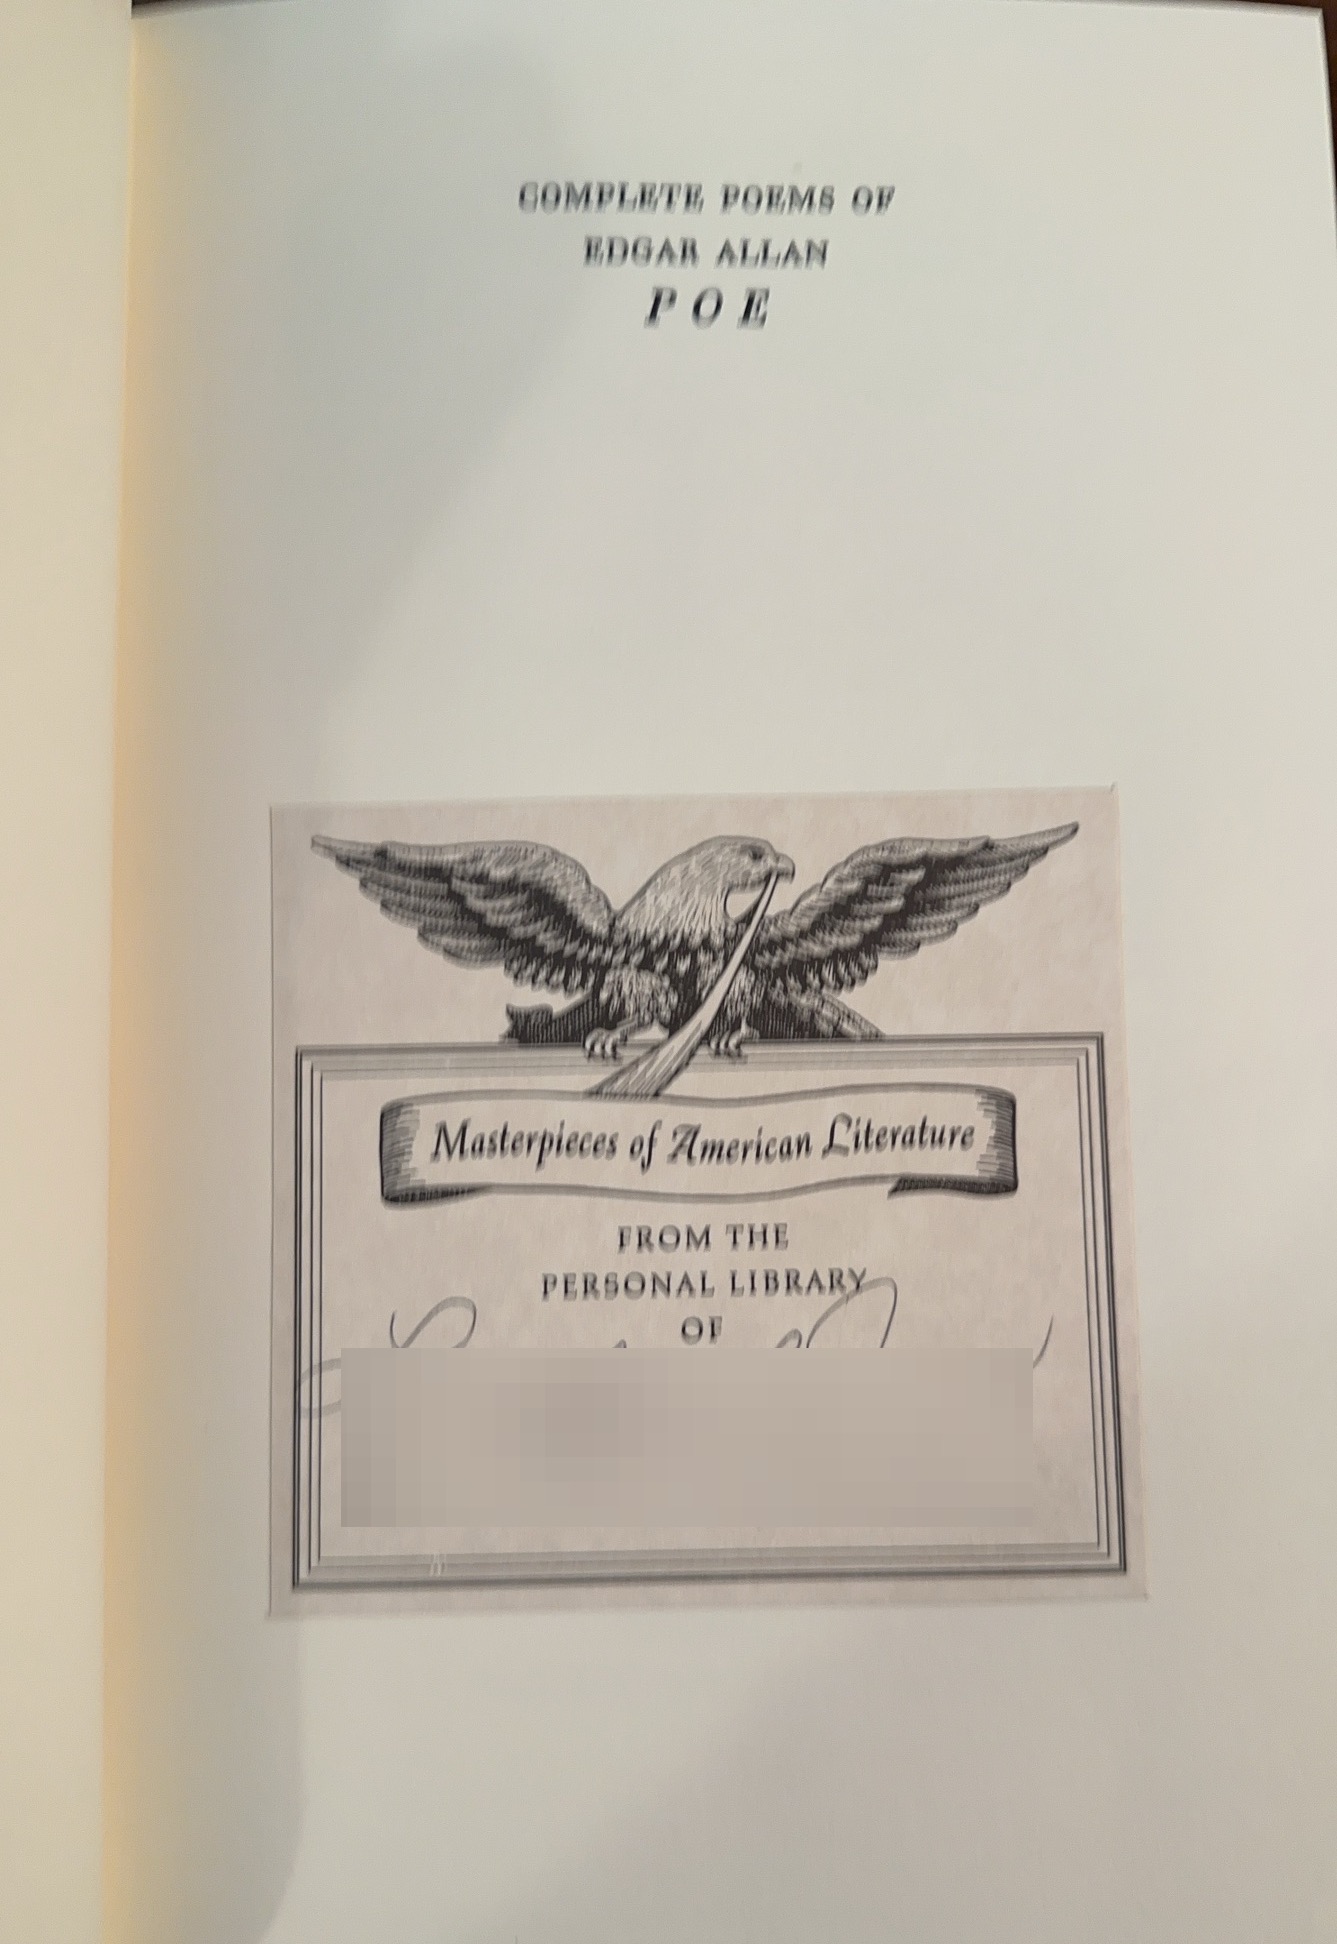 COMPLETE POEMS OF
EDGAR ALLAN
POE
Masterpieces of American Literature
FROM THE
PERSONAL LIBRARY
OF